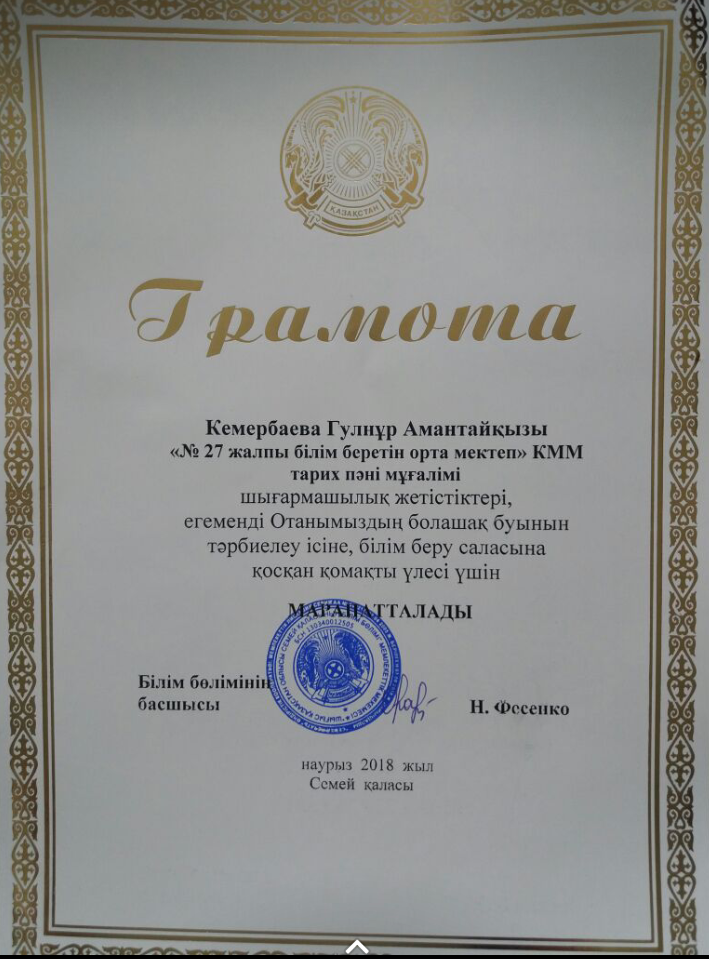 ҚАЗАҚСТАН
Грамота
Кемербаева Гулнұр Амантайқызы
«№ 27 жалпы білім беретін орта мектеп» КММ
тарих пәні мұғалімі
шығармашылық жетістіктері,
егеменді Отанымыздың болашақ буынын
тәрбиелеу ісіне, білім беру саласына
қосқан қомақты үлесі үшін
МАРАПАТТАЛАДЫ
Білім бөлімінің
басшысы
Н. Фесенко
наурыз 2018 жыл
Семей қаласы